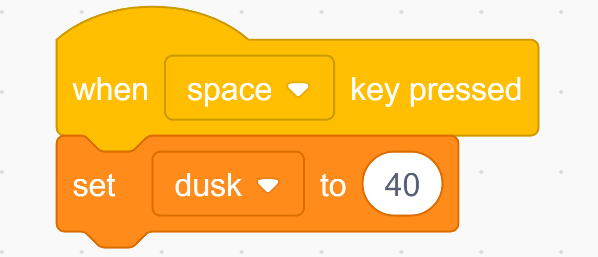 when space key pressed
set dusk to 40